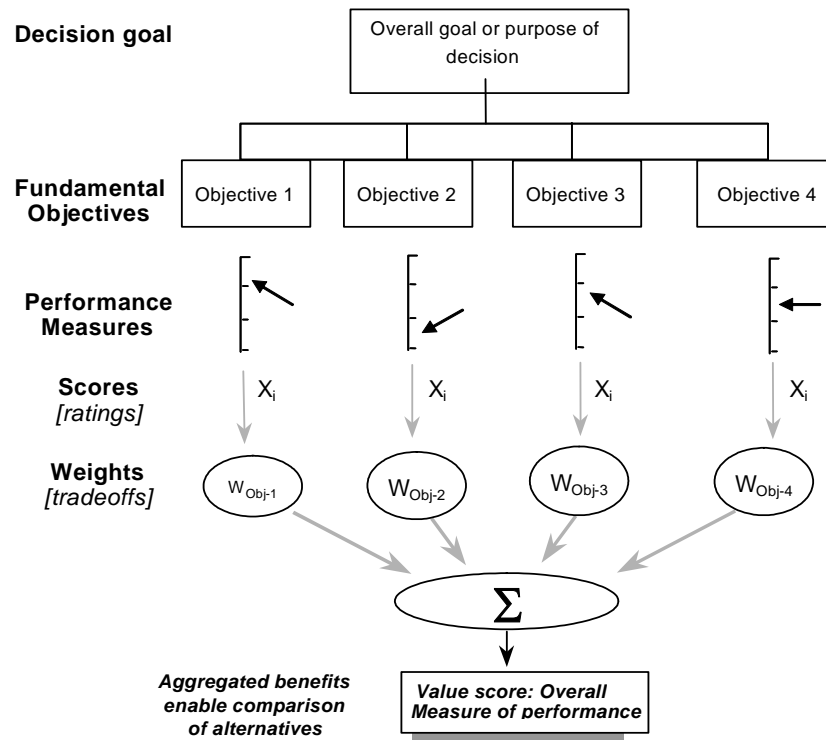 Decision goal
Overall goal or purpose of
decision
Fundamental
Objectives
Objective 1
Objective 2
Objective 3
Objective 4
Performance
Measures
Scores
[ratings]
Xi
Xi
Xi
Xi
Weights
[tradeoffs]
WObj-1
WObj-2
WObj-3
WObj-4
Σ
Aggregated benefits
enable comparison
of alternatives
Value score: Overall
Measure of performance